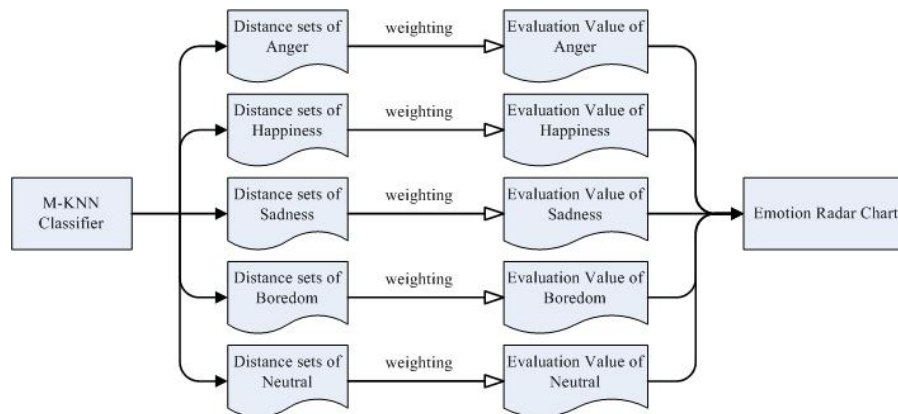 Distance sets of
Anger
weighting
Evaluation Value of
Anger
Distance sets of
Happiness
weighting
Evaluation Value of
Happiness
M-KNN
Classifier
Distance sets of
Sadness
weighting
Evaluation Value of
Sadness
Emotion Radar Chart
Distance sets of
Boredom
weighting
Evaluation Value of
Boredom
Distance sets of
Neutral
weighting
Evaluation Value of
Neutral